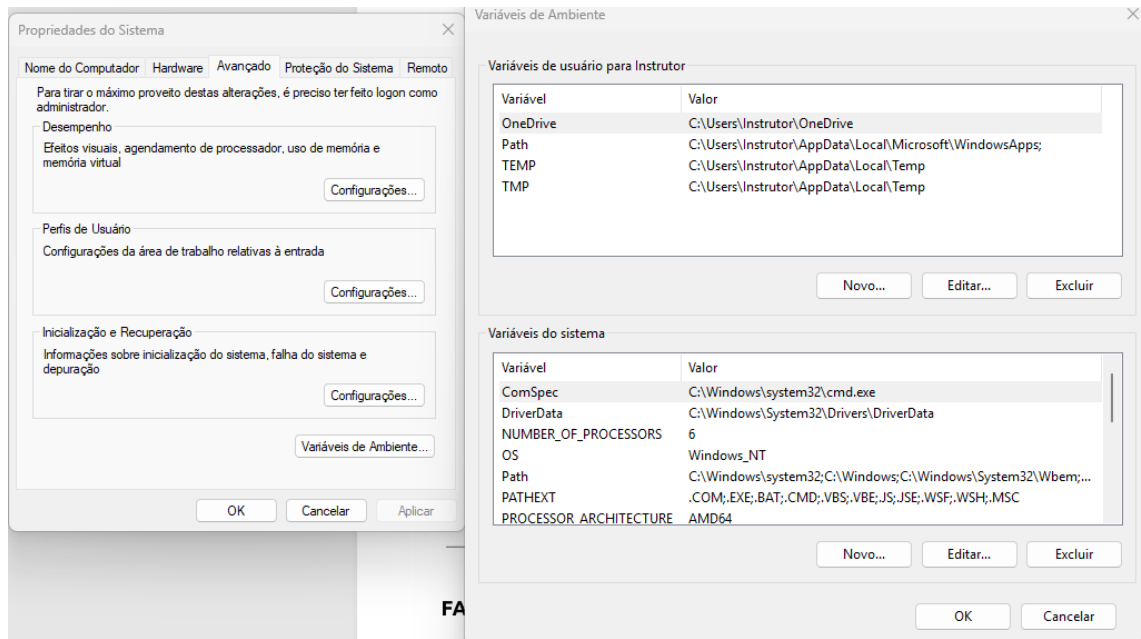 Propriedades do Sistema
Nome do Computador Hardware Avançado Proteção do Sistema Remoto
Para tirar o máximo proveito destas alterações, é preciso ter feito logon como
administrador.
Desempenho
Efeitos visuais, agendamento de processador, uso de memória e
memória virtual
Configurações...
Perfis de Usuário
Configurações da área de trabalho relativas à entrada
Configurações...
Inicialização e Recuperação
Informações sobre inicialização do sistema, falha do sistema e
depuração
Configurações...
Variáveis de Ambiente...
OK Cancelar Aplicar
FA
Variáveis de Ambiente
Variáveis de usuário para Instrutor
Variável Valor
OneDrive C:\Users\Instrutor\OneDrive
Path C:\Users\Instrutor\AppData\Local\Microsoft\WindowsApps;
TEMP C:\Users\Instrutor\AppData\Local\Temp
TMP C:\Users\Instrutor\AppData\Local\Temp
Novo... Editar... Excluir
Variáveis do sistema
Variável Valor
ComSpec C:\Windows\system32\cmd.exe
DriverData C:\Windows\System32\Drivers\DriverData
NUMBER_OF_PROCESSORS 6
OS Windows_NT
Path C:\Windows\system32;C:\Windows;C:\Windows\System32\Wbem;...
PATHEXT .COM;.EXE;.BAT;.CMD;.VBS;.VBE;.JS;.JSE;.WSF;.WSH;.MSC
PROCESSOR_ARCHITECTURE AMD64
Novo... Editar... Excluir
OK Cancelar